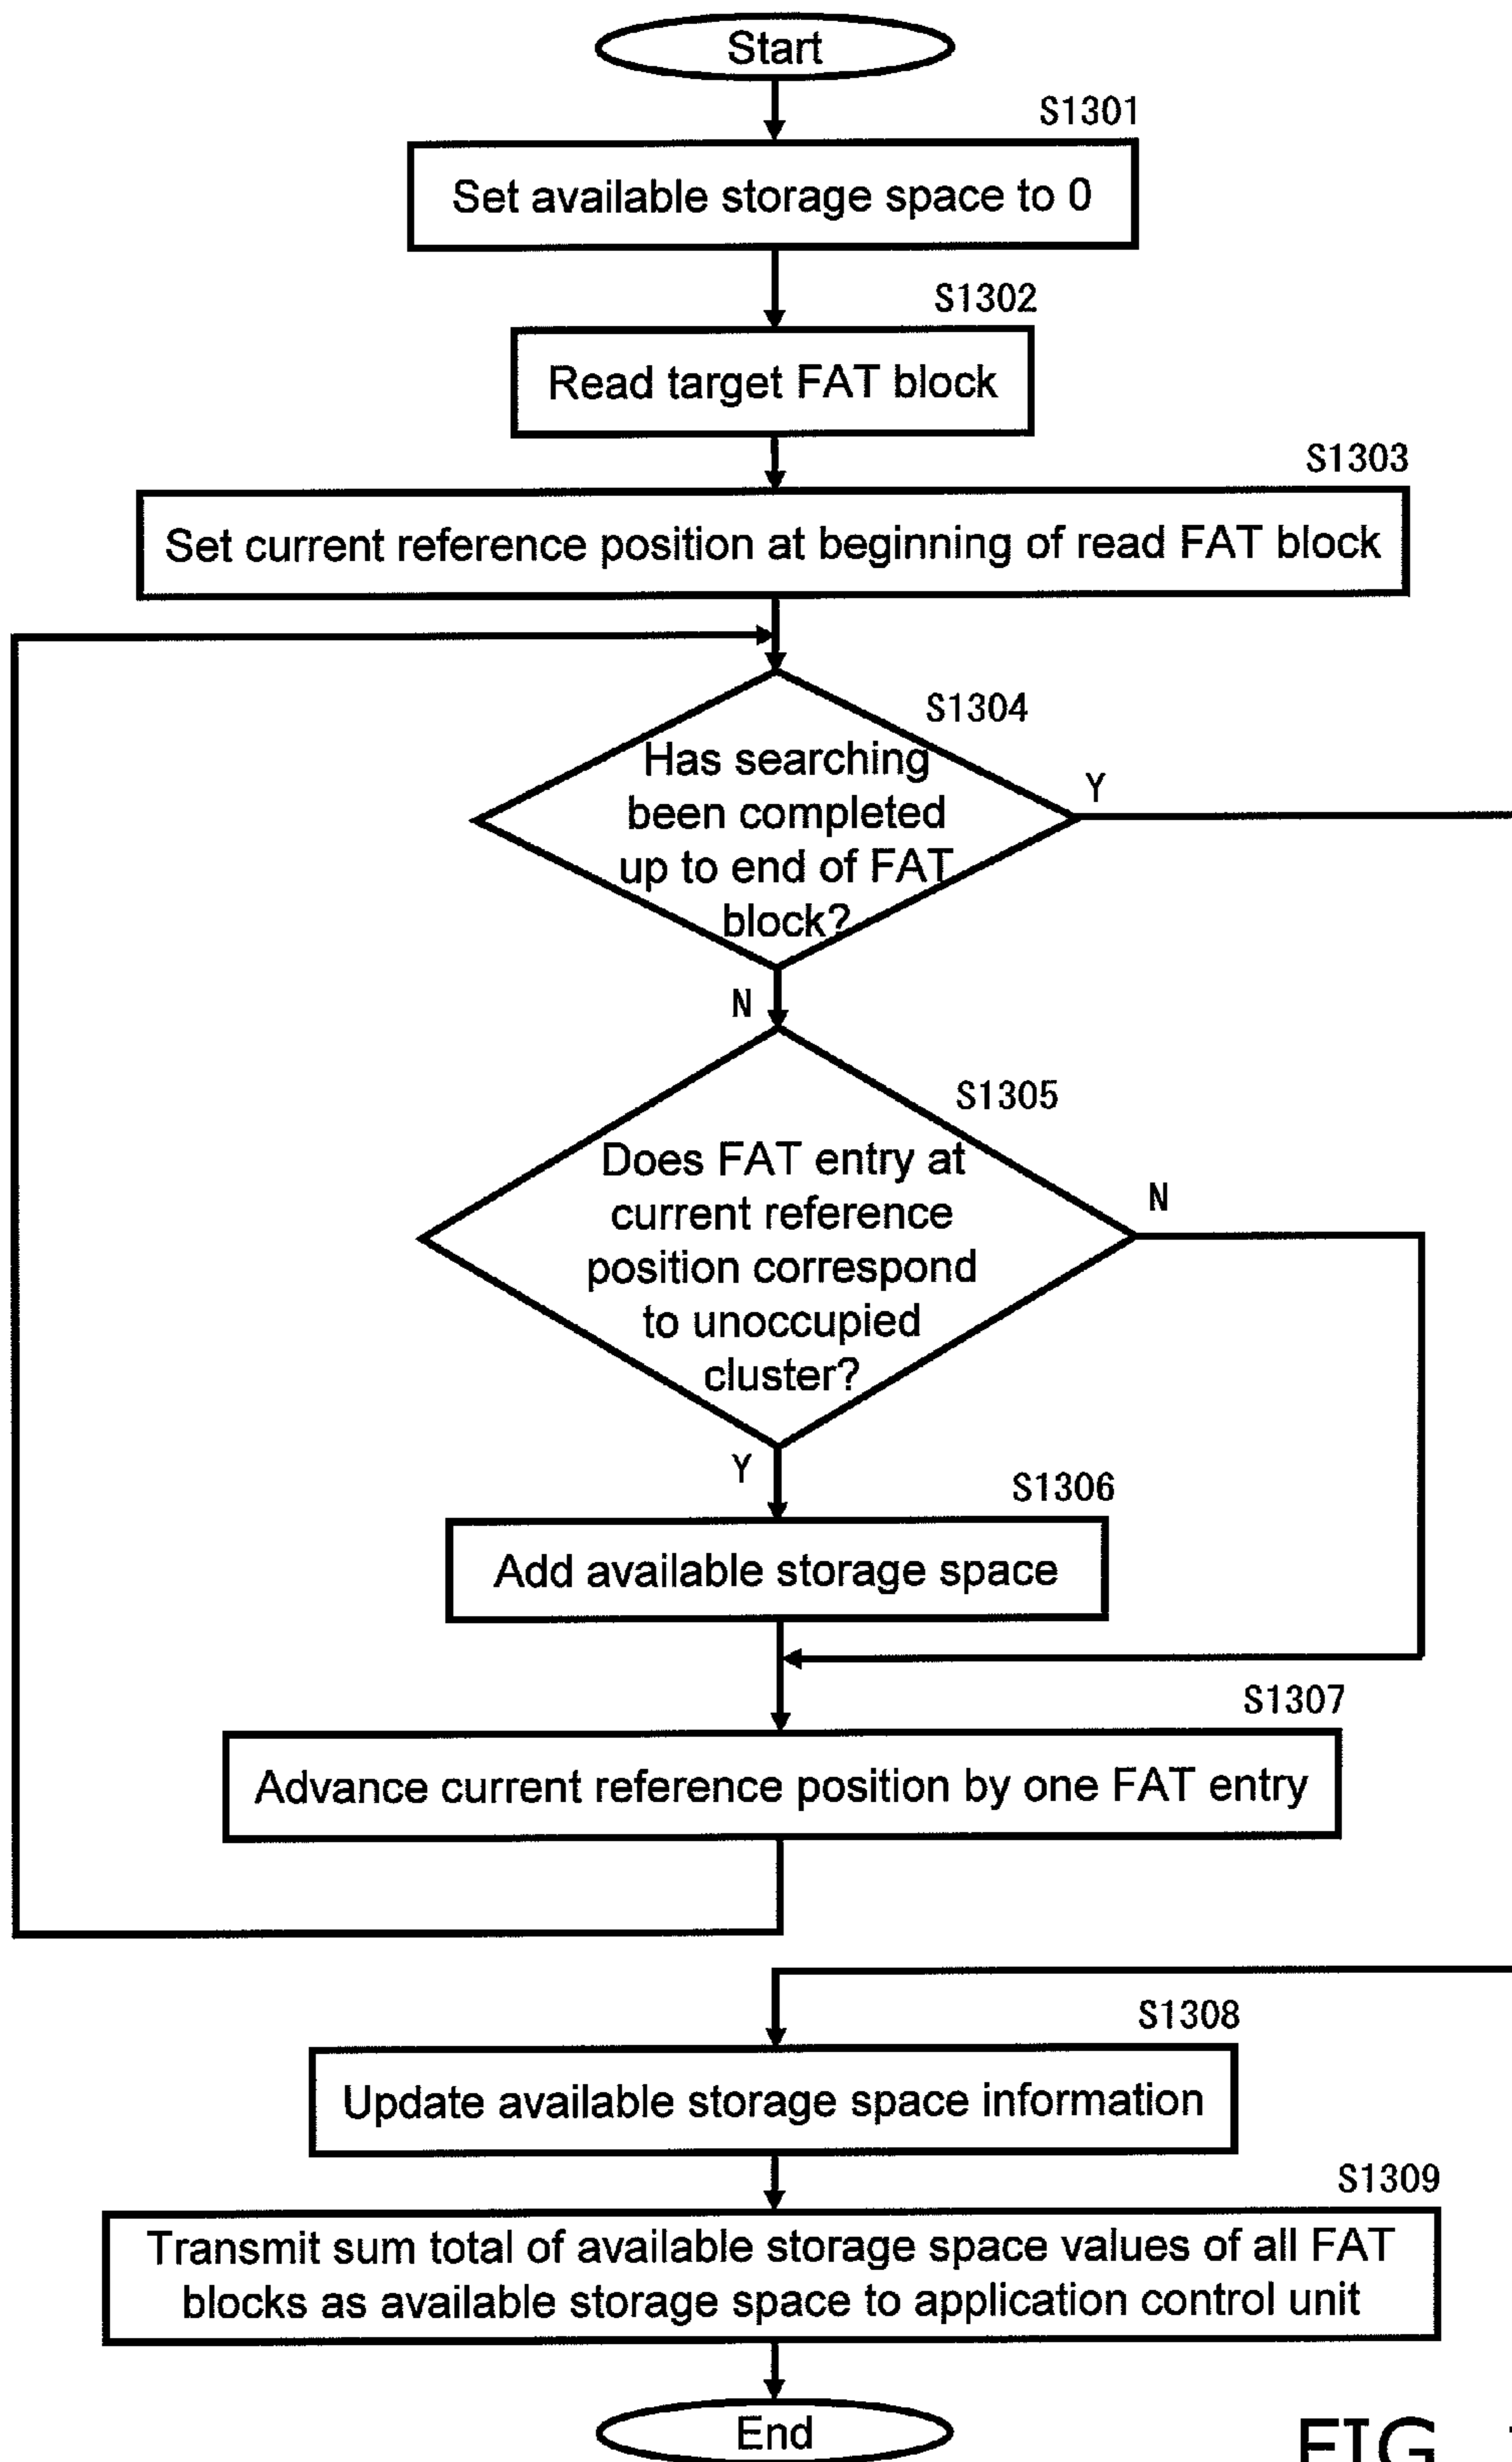 Start
S1301
Set available storage space to 0
S1302
Read target FAT block
S1303
Set current reference position at beginning of read FAT block
S1304
Has searching
been completed
up to end of FAT
block?
Y
N
S1305
Does FAT entry at
current reference
position correspond
to unoccupied
cluster?
N
Y
S1306
Add available storage space
S1307
Advance current reference position by one FAT entry
S1308
Update available storage space information
S1309
Transmit sum total of available storage space values of all FAT
blocks as available storage space to application control unit
End
FIG